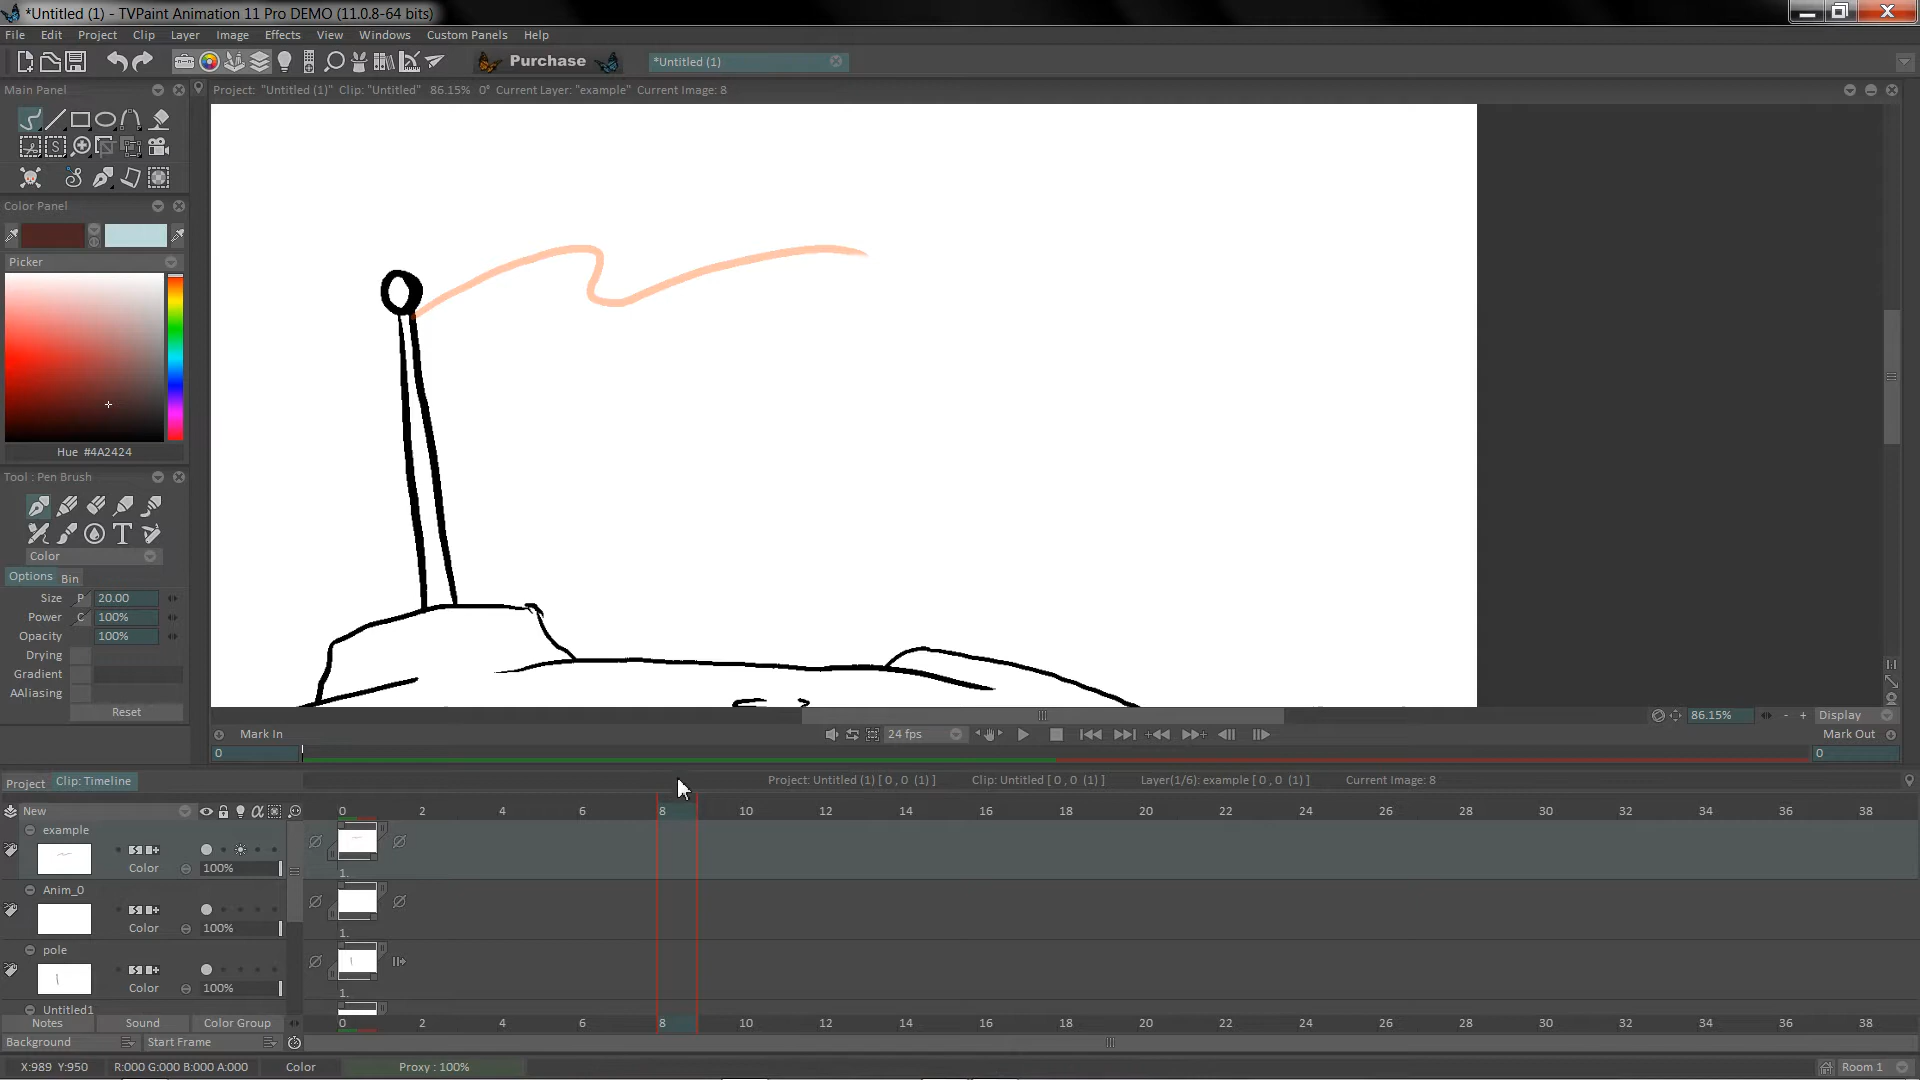 *Untitled (1) - TVPaint Animation 11 Pro DEMO (11.0.8-64 bits)
File Edit Project Clip Layer Image Effects View Windows Custom Panels Help
Purchase
*Untitled (1)
Main Panel
Project: "Untitled (1)" Clip: "Untitled" 86.15% 0° Current Layer: "example" Current Image: 8
Color Panel
Picker
Hue #4A2424
Tool : Pen Brush
Color
Options Bin
Size P 20.00
Power C 100%
Opacity 100%
Drying
Gradient
AAliasing
Reset
86.15% - + Display
Mark In 24 fps Mark Out
0 0
Project Clip: Timeline Project: Untitled (1) [ 0 , 0 (1) ] Clip: Untitled [ 0 , 0 (1) ] Layer(1/6): example [ 0 , 0 (1) ] Current Image: 8
New 0 2 4 6 8 10 12 14 16 18 20 22 24 26 28 30 32 34 36 38
example
Color 100% 1.
Anim_0
Color 100% 1.
pole
Color 100% 1.
Untitled1
Notes Sound Color Group 0 2 4 6 8 10 12 14 16 18 20 22 24 26 28 30 32 34 36 38
Background Start Frame
X:989 Y:950 R:000 G:000 B:000 A:000 Color Proxy : 100% Room 1